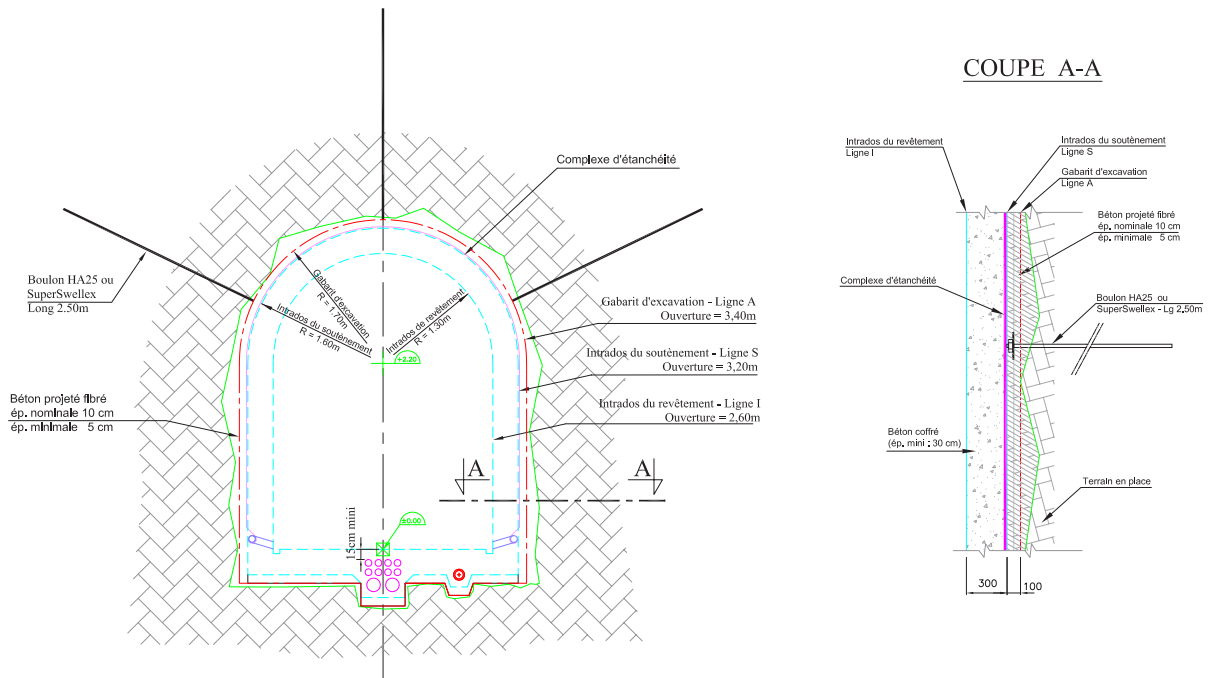 COUPE A-A
Complexe d'étanchéité
Boulon HA25 ou
SuperSwellex
Long 2.50m
Gabarit d'excavation
R = 1.70m
Intrados du soutènement
R = 1.60m
Intrados de revêtement
R = 1.30m
+2.20
Gabarit d'excavation - Ligne A
Ouverture = 3,40m
Intrados du soutènement - Ligne S
Ouverture = 3,20m
Intrados du revêtement - Ligne I
Ouverture = 2,60m
Béton projeté fibré
ép. nominale 10 cm
ép. minimale 5 cm
A
A
±0.00
15cm mini
Intrados du revêtement
Ligne I
Intrados du soutènement
Ligne S
Gabarit d'excavation
Ligne A
Béton projeté fibré
ép. nominale 10 cm
ép. minimale 5 cm
Complexe d'étanchéité
Boulon HA25 ou
SuperSwellex - Lg 2,50m
Béton coffré
(ép. mini : 30 cm)
Terrain en place
300
100